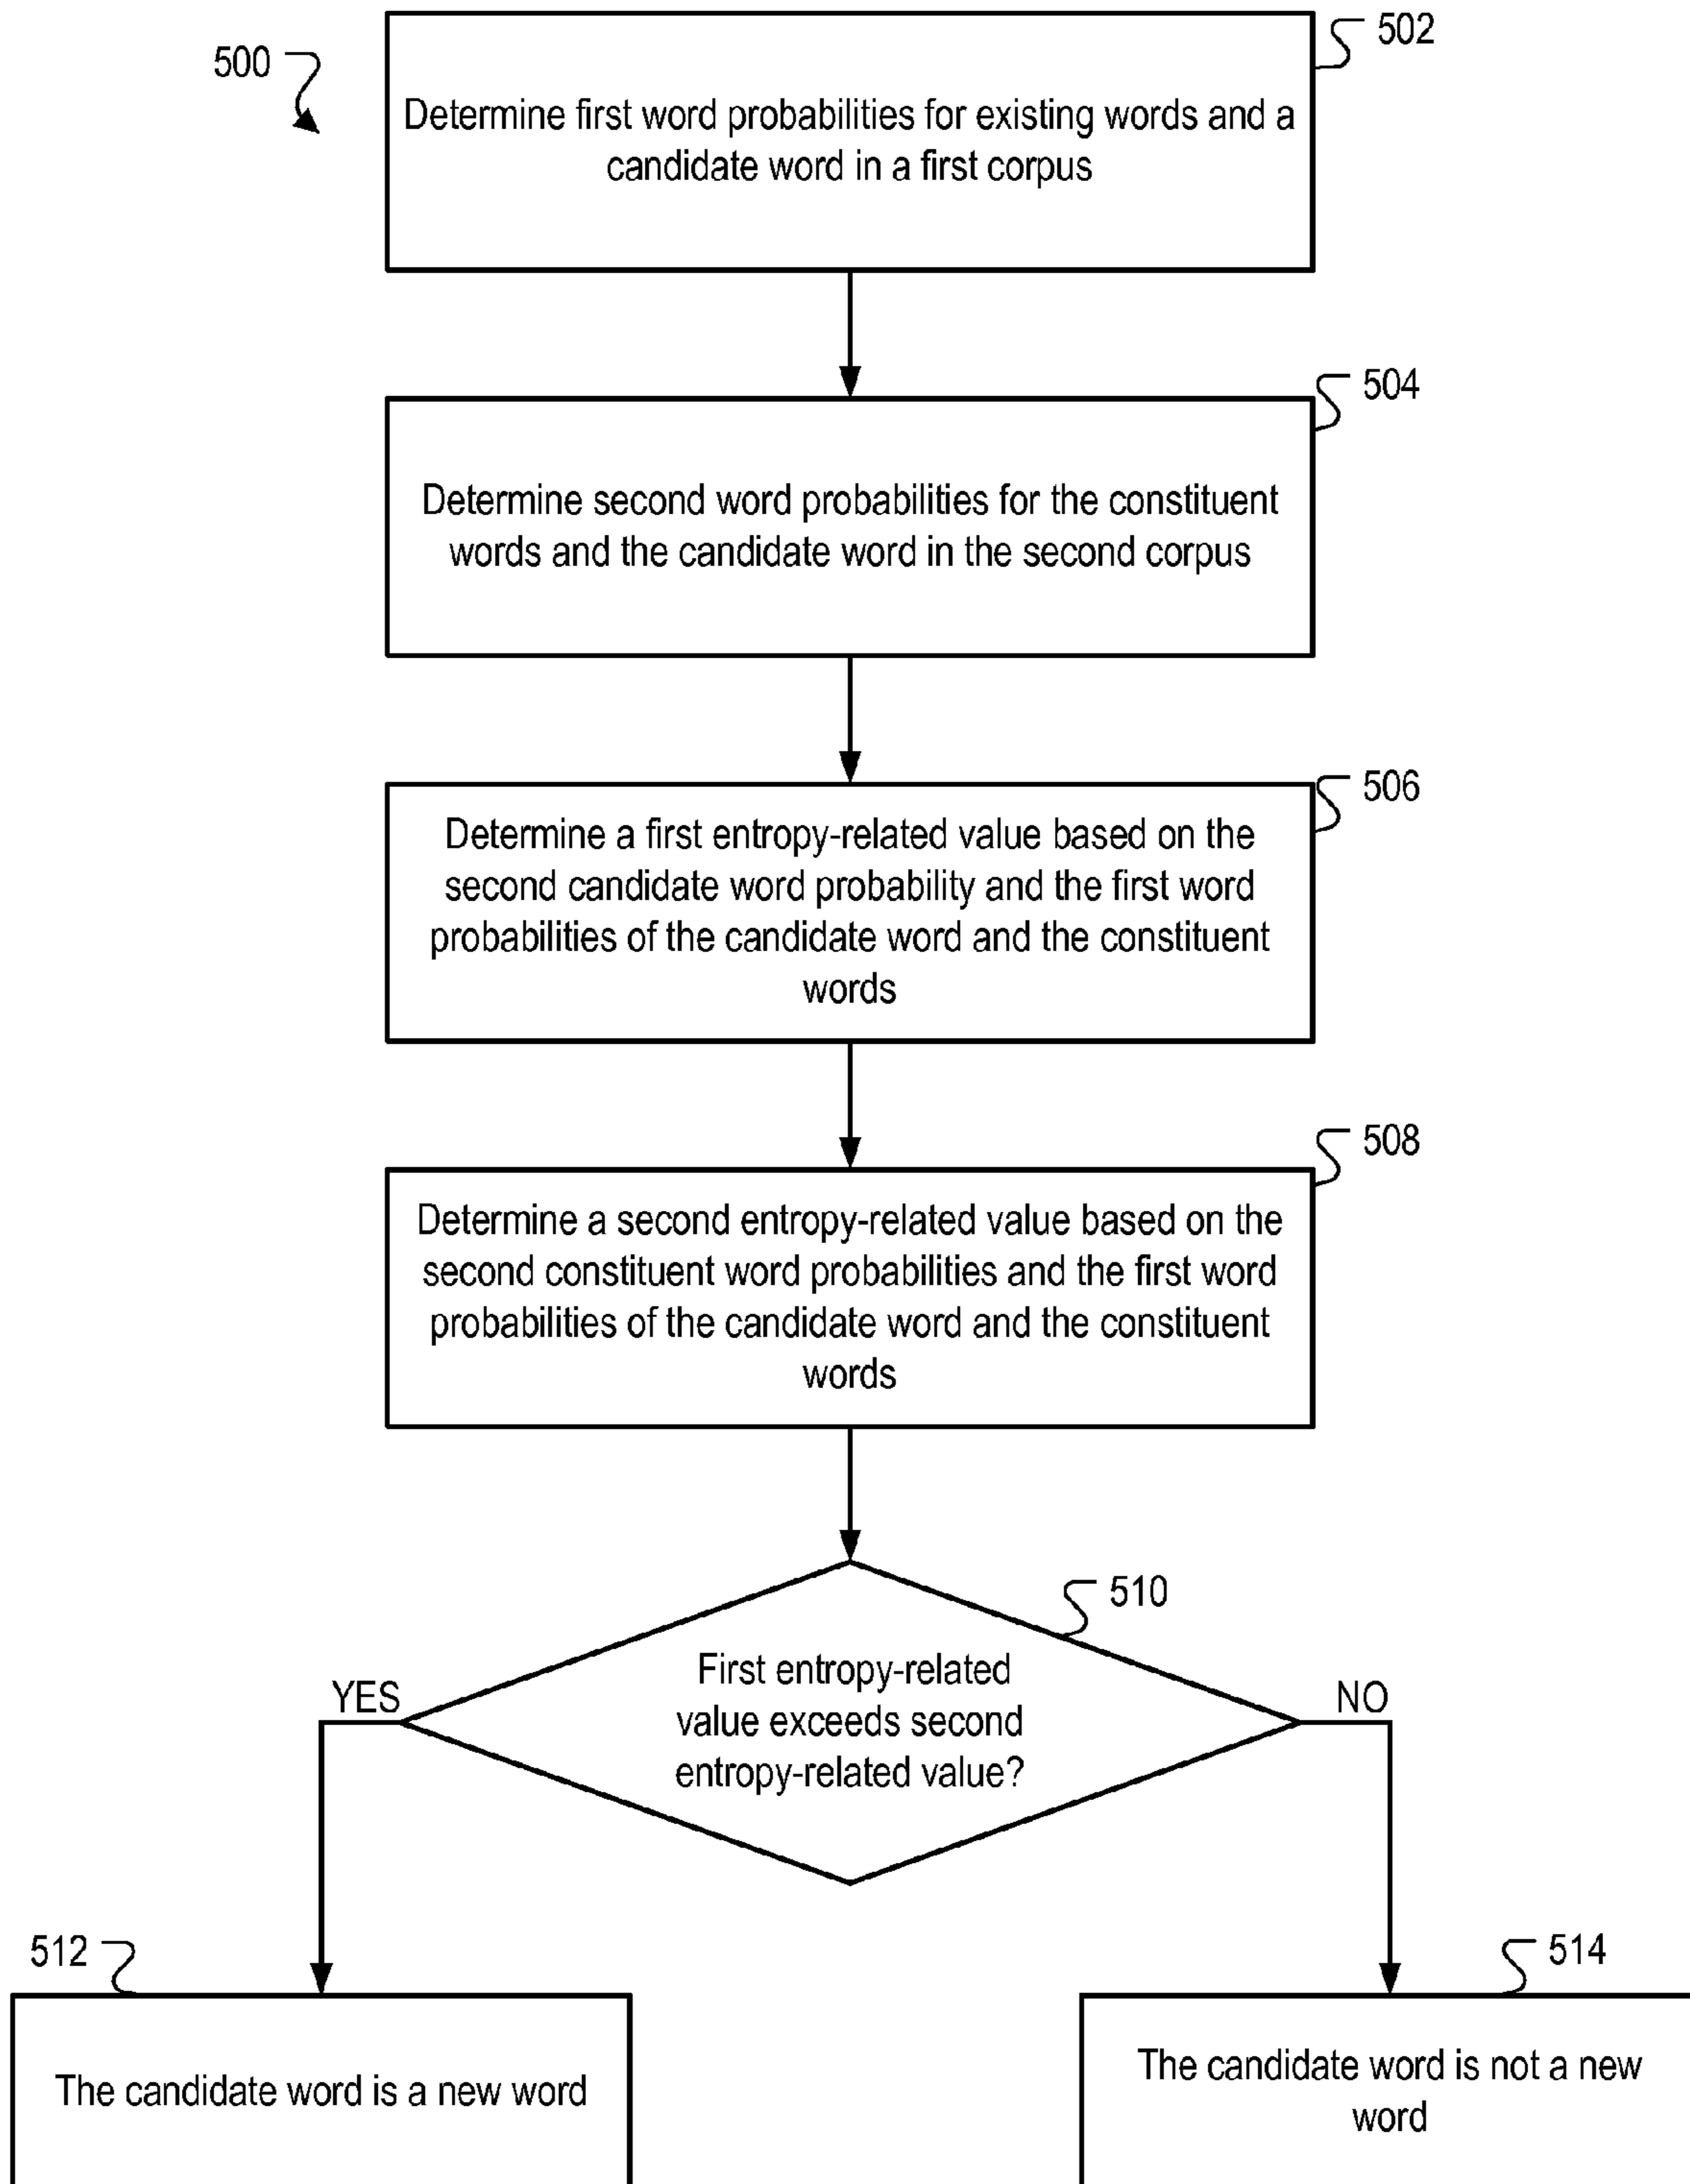 500
502
Determine first word probabilities for existing words and a
candidate word in a first corpus
504
Determine second word probabilities for the constituent
words and the candidate word in the second corpus
506
Determine a first entropy-related value based on the
second candidate word probability and the first word
probabilities of the candidate word and the constituent
words
508
Determine a second entropy-related value based on the
second constituent word probabilities and the first word
probabilities of the candidate word and the constituent
words
510
First entropy-related
value exceeds second
entropy-related value?
YES
NO
512
The candidate word is a new word
514
The candidate word is not a new
word